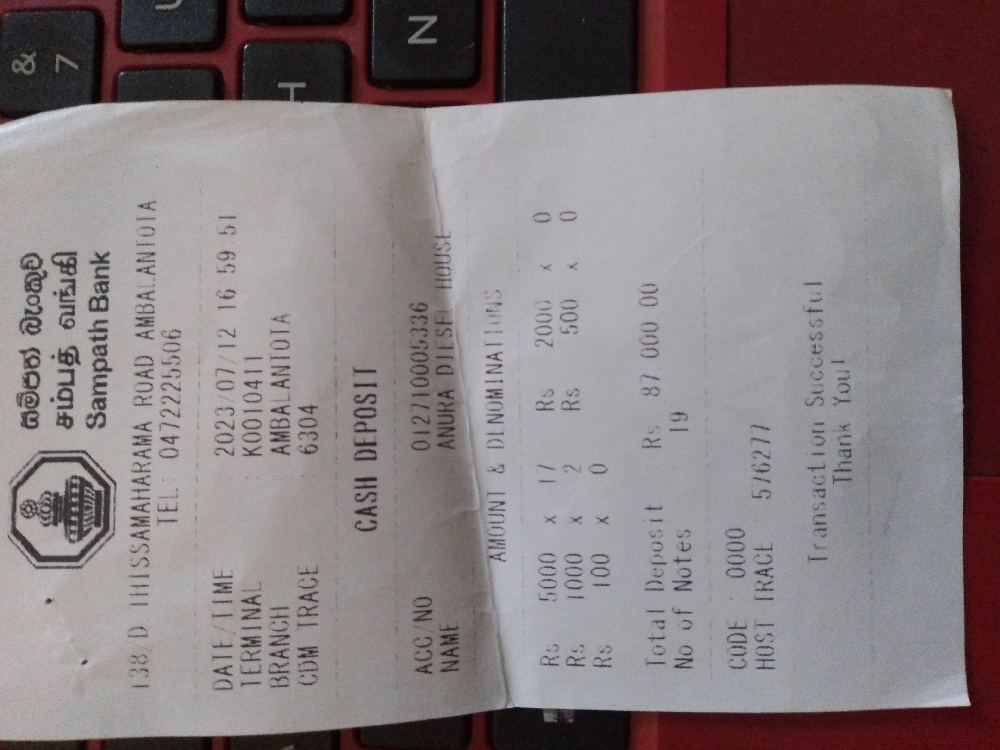 සම්පත් බැංකුව
சம்பத் வங்கி
Sampath Bank
138/D THISSAMAHARAMA ROAD AMBALANTOTA
TEL: 0472225506
DATE/TIME : 2023/07/12 16:59:51
TERMINAL : K0010411
BRANCH : AMBALANTOTA
CDM TRACE : 6304
CASH DEPOSIT
ACC/NO : 012710005336
NAME : ANURA DIESEL HOUSE
AMOUNT & DENOMINATIONS
Rs 5000 x 17 Rs 2000 x 0
Rs 1000 x 2 Rs 500 x 0
Rs 100 x 0
Total Deposit : Rs 87,000.00
No of Notes : 19
CODE : 0000
HOST TRACE : 576277
Transaction Successful
Thank You!
& 7
U
H
N